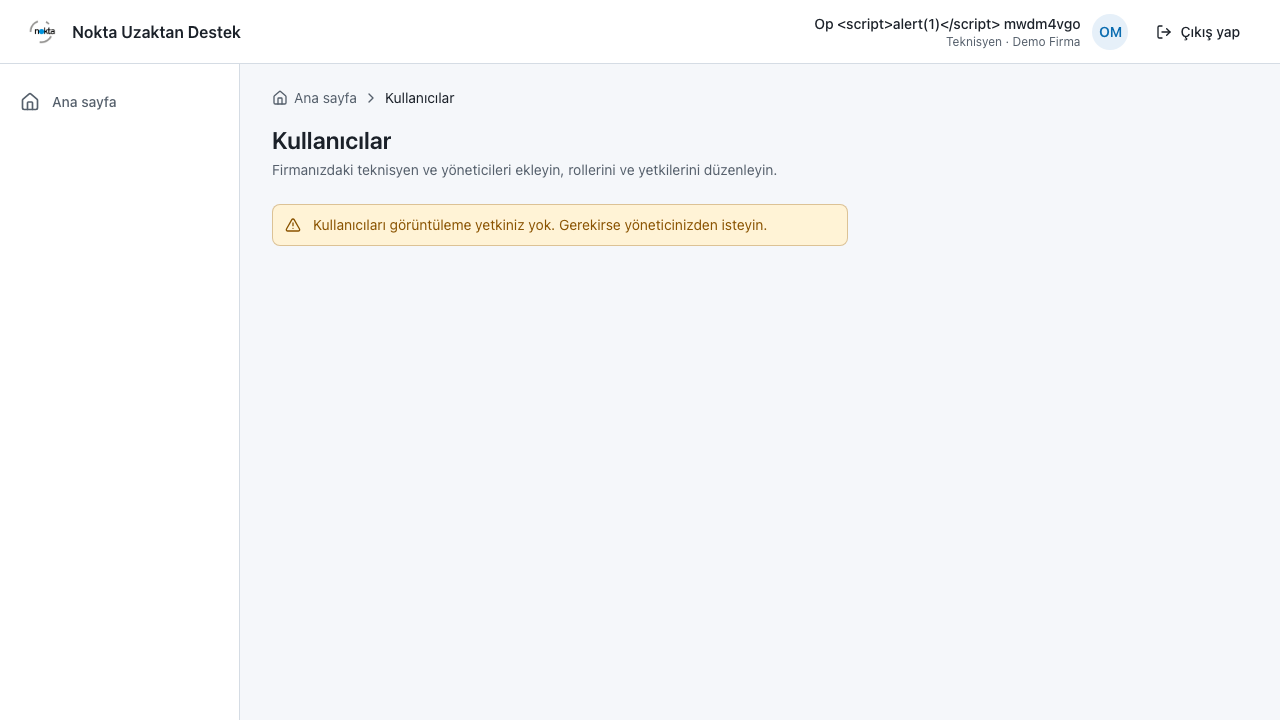 nokta
Nokta Uzaktan Destek
Op <script>alert(1)</script> mwdm4vgo
Teknisyen · Demo Firma
OM
Çıkış yap
Ana sayfa
Ana sayfa > Kullanıcılar
Kullanıcılar
Firmanızdaki teknisyen ve yöneticileri ekleyin, rollerini ve yetkilerini düzenleyin.
Kullanıcıları görüntüleme yetkiniz yok. Gerekirse yöneticinizden isteyin.